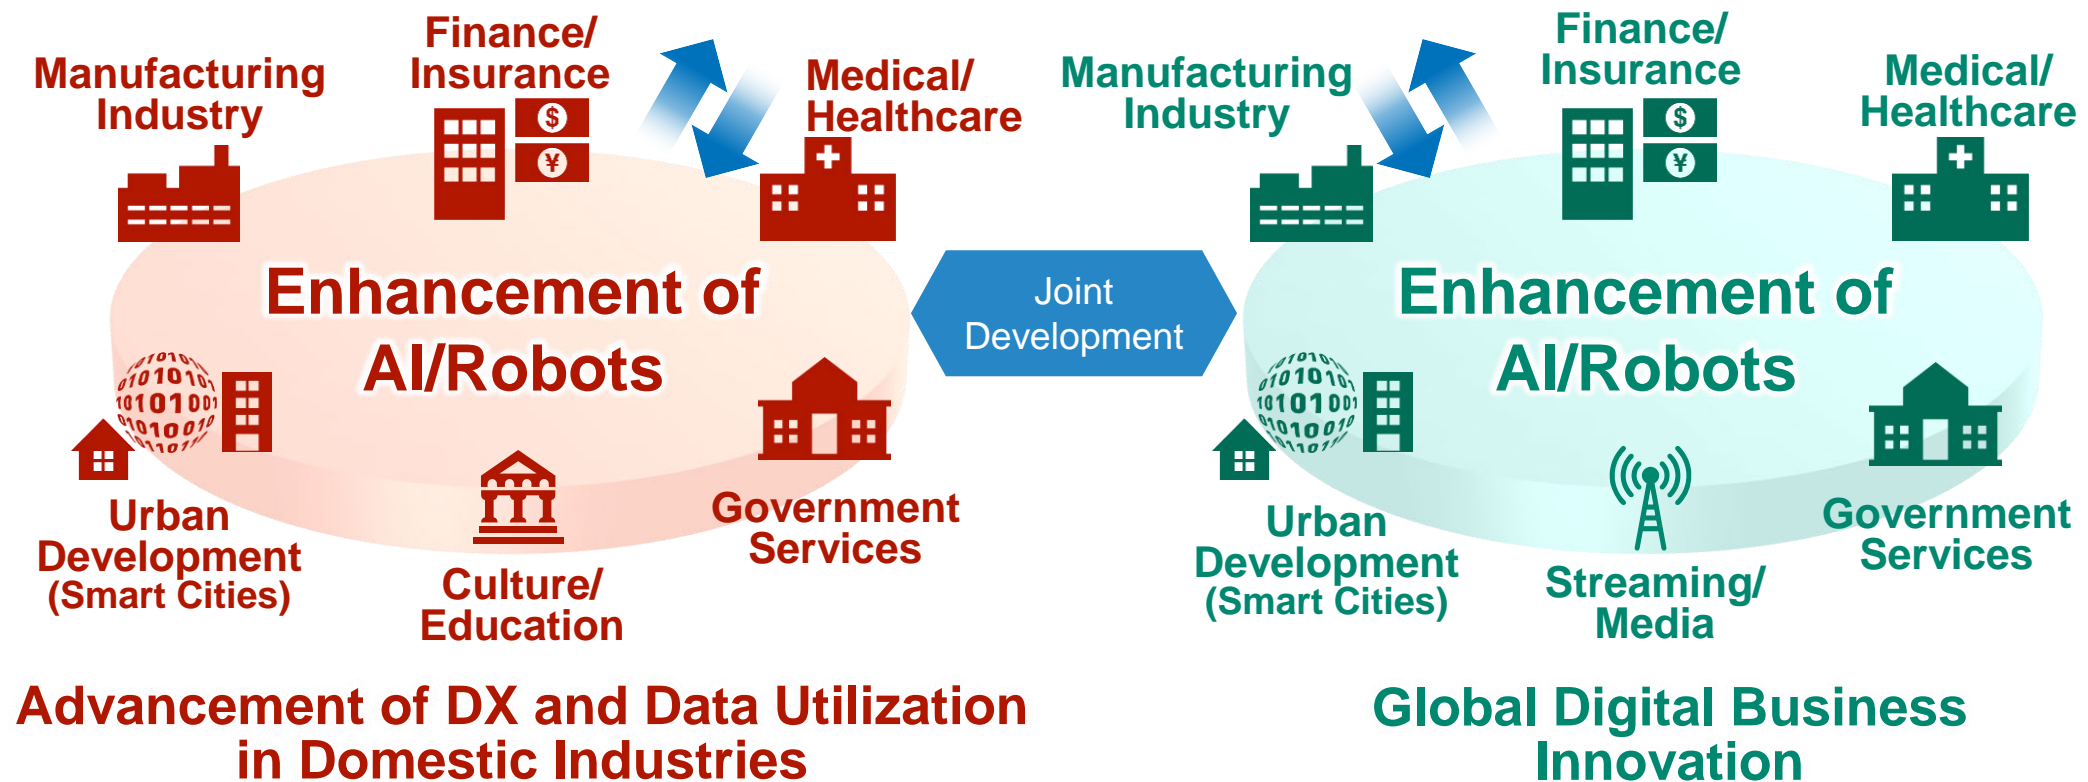 Manufacturing
Industry
Finance/
Insurance
$
¥
Medical/
Healthcare
Enhancement of
AI/Robots
Urban
Development
(Smart Cities)
Culture/
Education
Government
Services
Advancement of DX and Data Utilization
in Domestic Industries
Joint
Development
Manufacturing
Industry
Finance/
Insurance
$
¥
Medical/
Healthcare
Enhancement of
AI/Robots
Urban
Development
(Smart Cities)
Streaming/
Media
Government
Services
Global Digital Business
Innovation